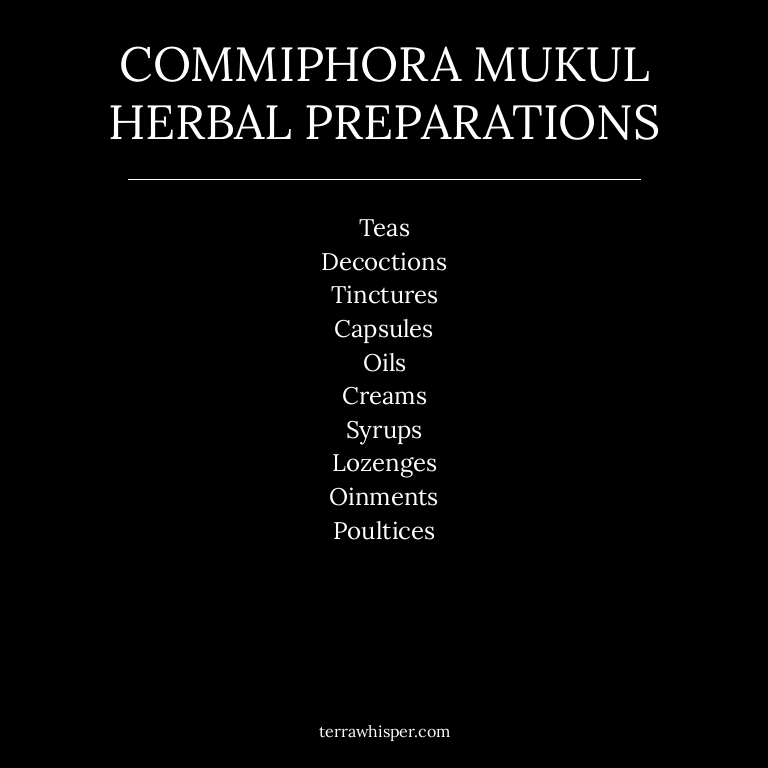 COMMIPHORA MUKUL
HERBAL PREPARATIONS
Teas
Decoctions
Tinctures
Capsules
Oils
Creams
Syrups
Lozenges
Oinments
Poultices
terrawhisper.com